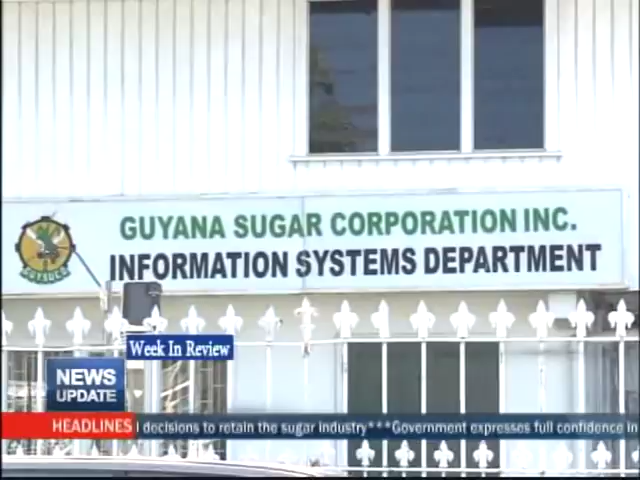 GUYANA SUGAR CORPORATION INC.
INFORMATION SYSTEMS DEPARTMENT
GUYSUCO
Week In Review
NEWS
UPDATE
HEADLINES
l decisions to retain the sugar industry***Government expresses full confidence in